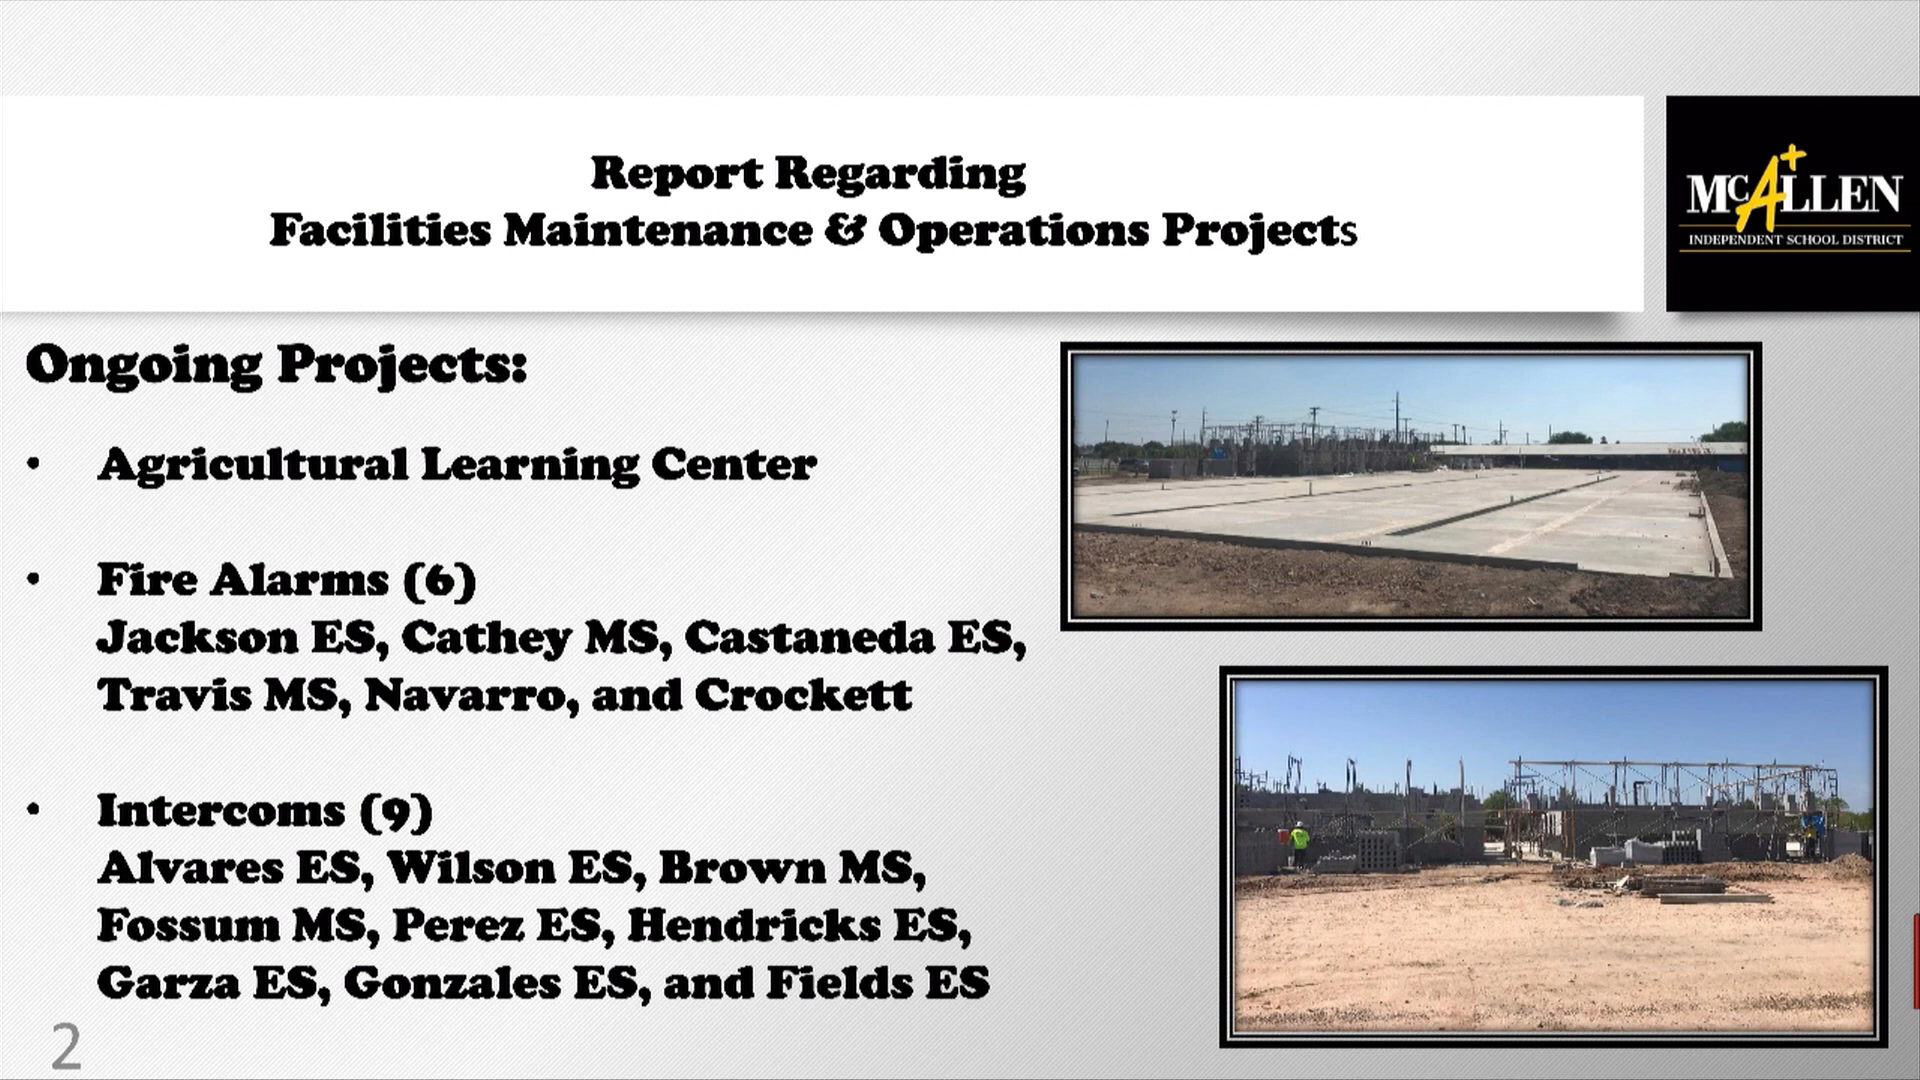 Report Regarding
Facilities Maintenance & Operations Projects
McALLEN
INDEPENDENT SCHOOL DISTRICT
Ongoing Projects:
• Agricultural Learning Center
• Fire Alarms (6)
Jackson ES, Cathey MS, Castaneda ES,
Travis MS, Navarro, and Crockett
• Intercoms (9)
Alvares ES, Wilson ES, Brown MS,
Fossum MS, Perez ES, Hendricks ES,
Garza ES, Gonzales ES, and Fields ES
2